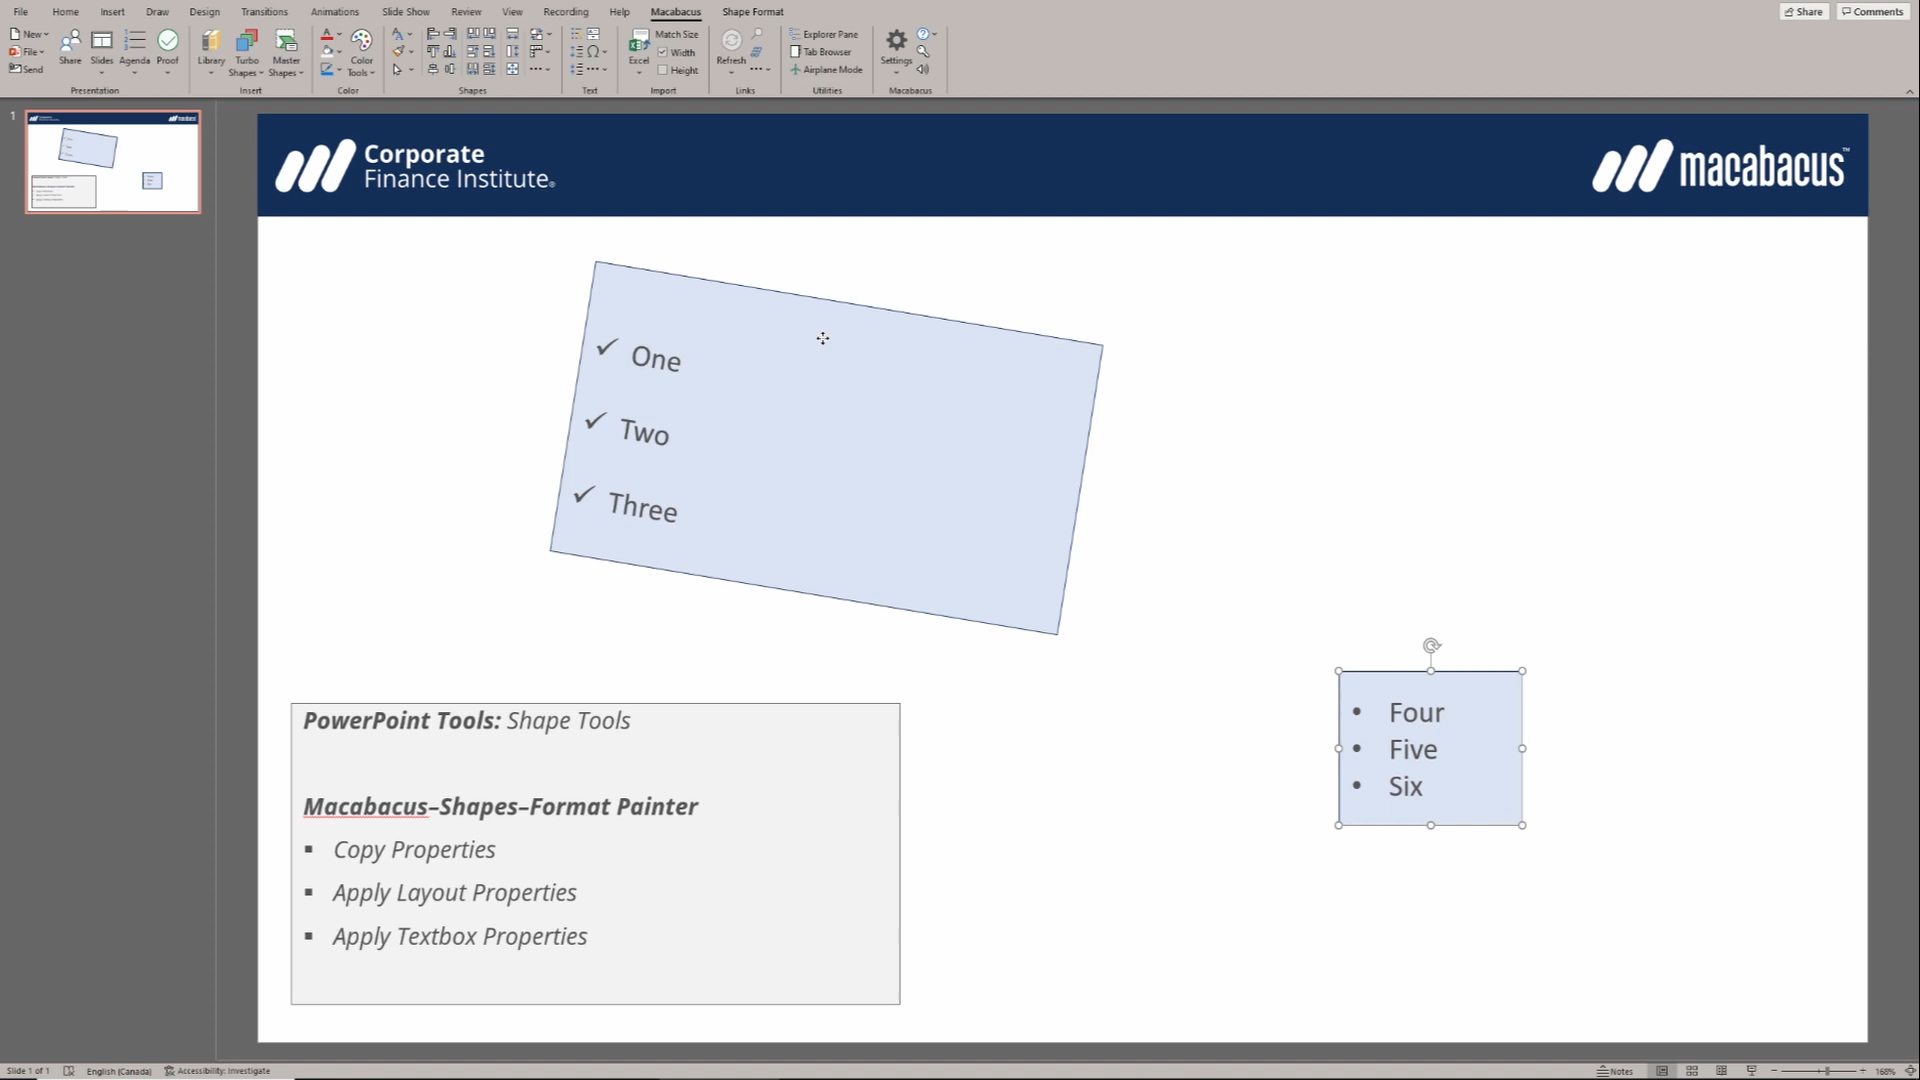 File Home Insert Draw Design Transitions Animations Slide Show Review View Recording Help Macabacus Shape Format Share Comments
New Match Size Explorer Pane
File Width Tab Browser
Send Share Slides Agenda Proof Library Turbo Shapes Master Shapes Color Tools Excel Height Refresh Airplane Mode Settings
Presentation Insert Color Shapes Text Import Links Utilities Macabacus
1
Corporate
Finance Institute®
macabacus™
One
Two
Three
• Four
• Five
• Six
PowerPoint Tools: Shape Tools
Macabacus–Shapes–Format Painter
▪ Copy Properties
▪ Apply Layout Properties
▪ Apply Textbox Properties
Slide 1 of 1 English (Canada) Accessibility: Investigate Notes 168%